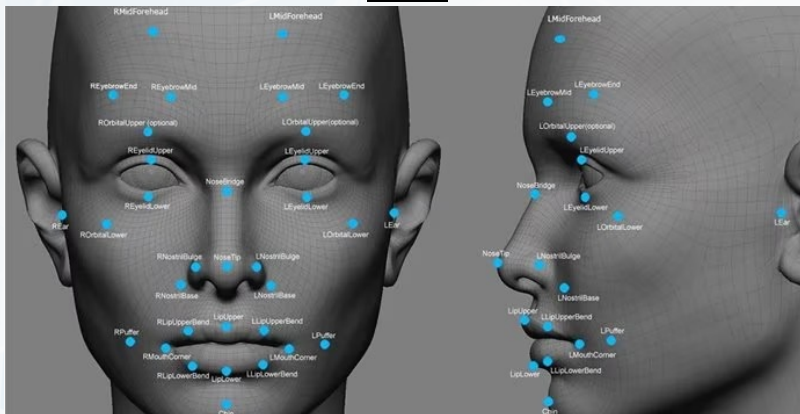 RMidForehead
LMidForehead
REyebrowEnd
REyebrowMid
LEyebrowMid
LEyebrowEnd
ROrbitalUpper (optional)
LOrbitalUpper(optional)
REyelidUpper
LEyelidUpper
NoseBridge
REyelidLower
LEyelidLower
REar
ROrbitalLower
LOrbitalLower
LEar
RNostrilBulge
NoseTip
LNostrilBulge
RNostrilBase
LNostrilBase
RLipUpperBend
LipUpper
LLipUpperBend
RPuffer
LPuffer
RMouthCorner
LMouthCorner
RLipLowerBend
LipLower
LLipLowerBend
Chin
LMidForehead
LEyebrowMid
LEyebrowEnd
LOrbitalUpper(optional)
LEyelidUpper
NoseBridge
LEyelidLower
LOrbitalLower
LEar
NoseTip
LNostrilBulge
LNostrilBase
LipUpper
LLipUpperBend
LPuffer
LMouthCorner
LipLower
LLipLowerBend
Chin